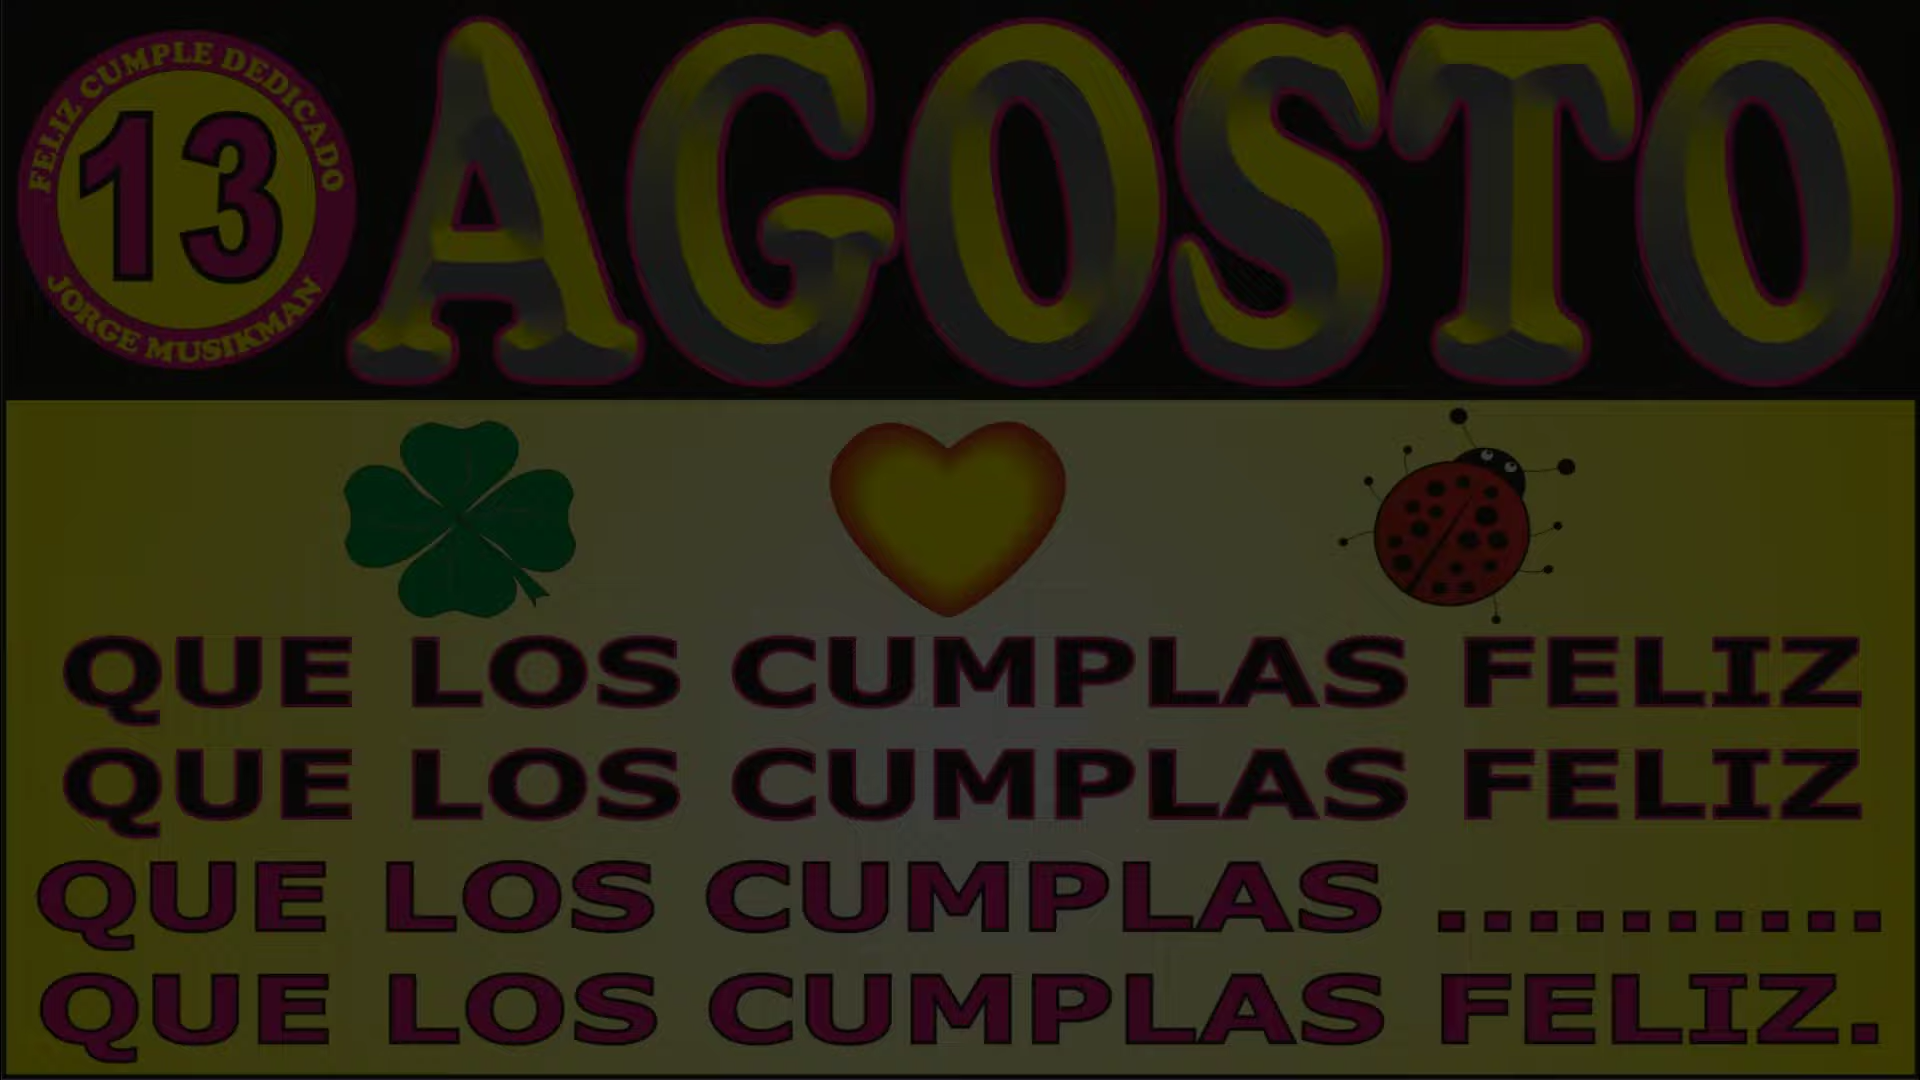 FELIZ CUMPLE DEDICADO
13
JORGE MUSIKMAN
AGOSTO
QUE LOS CUMPLAS FELIZ
QUE LOS CUMPLAS FELIZ
QUE LOS CUMPLAS ..........
QUE LOS CUMPLAS FELIZ.